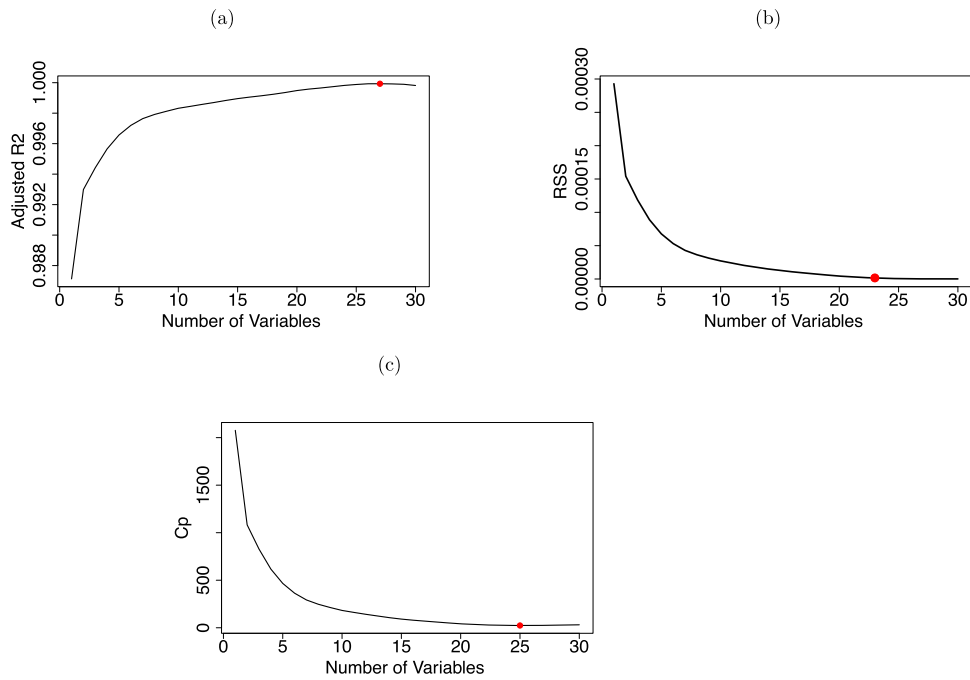 (a)
Adjusted R2
1.000
0.996
0.992
0.988
0 5 10 15 20 25 30
Number of Variables
(b)
RSS
0.00030
0.00015
0.00000
0 5 10 15 20 25 30
Number of Variables
(c)
Cp
1500
500
0
0 5 10 15 20 25 30
Number of Variables